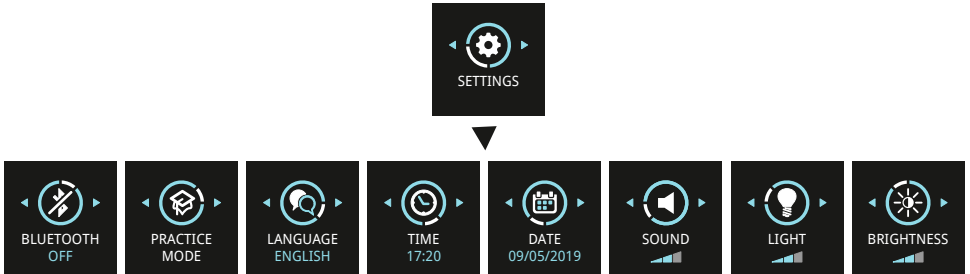 SETTINGS
BLUETOOTH
OFF
PRACTICE
MODE
LANGUAGE
ENGLISH
TIME
17:20
DATE
09/05/2019
SOUND
LIGHT
BRIGHTNESS